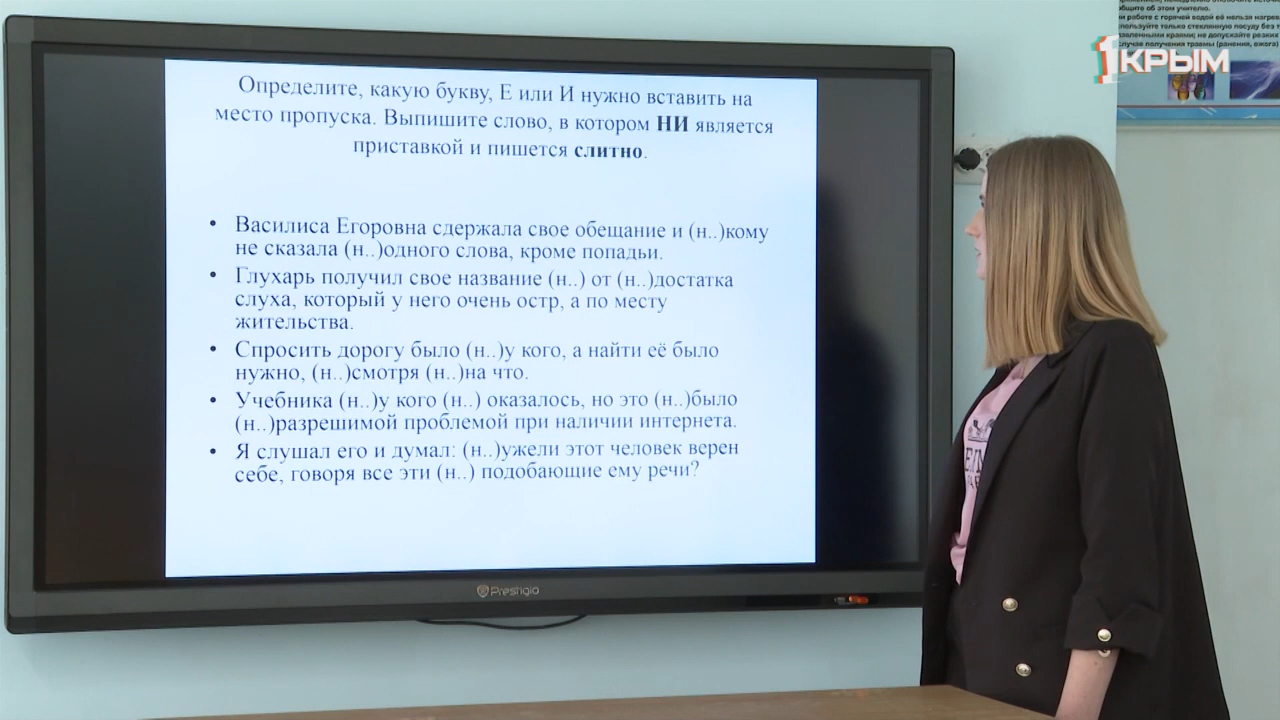 Определите, какую букву, Е или И нужно вставить на
место пропуска. Выпишите слово, в котором НИ является
приставкой и пишется слитно.
• Василиса Егоровна сдержала свое обещание и (н..)кому
не сказала (н..)одного слова, кроме попадьи.
• Глухарь получил свое название (н..) от (н..)достатка
слуха, который у него очень остр, а по месту
жительства.
• Спросить дорогу было (н..)у кого, а найти её было
нужно, (н..)смотря (н..)на что.
• Учебника (н..)у кого (н..) оказалось, но это (н..)было
(н..)разрешимой проблемой при наличии интернета.
• Я слушал его и думал: (н..)ужели этот человек верен
себе, говоря все эти (н..) подобающие ему речи?
Prestigio
общите об этом учителю.
1КРЫМ